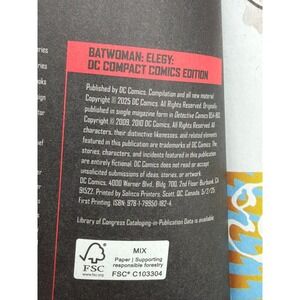 BATWOMAN: ELEGY:
DC COMPACT COMICS EDITION
Published by DC Comics. Compilation and all new material
Copyright © 2025 DC Comics. All Rights Reserved. Originally
published in single magazine form in Detective Comics 854-860.
Copyright © 2009, 2010 DC Comics. All Rights Reserved. All
characters, their distinctive likenesses, and related elements
featured in this publication are trademarks of DC Comics. The
stories, characters, and incidents featured in this publication
are entirely fictional. DC Comics does not read or accept
unsolicited submissions of ideas, stories, or artwork.
DC Comics, 4000 Warner Blvd., Bldg. 700, 2nd Floor Burbank, CA
91522. Printed by Solisco Printers, Scott, QC, Canada. 5/2/25
First Printing. ISBN: 978-1-79950-182-4
Library of Congress Cataloging-in-Publication Data is available.
FSC
www.fsc.org
MIX
Paper | Supporting
responsible forestry
FSC® C103304